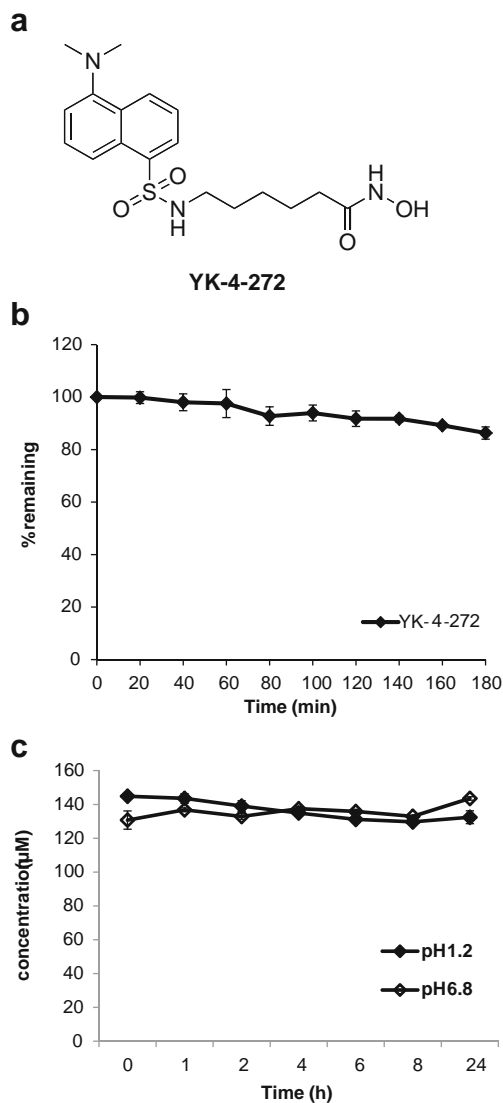 a
N
O
S
O
N
H
H
N
OH
O
YK-4-272
b
120
100
80
60
40
20
0
%remaining
YK-4-272
0 20 40 60 80 100 120 140 160 180
Time (min)
c
160
140
120
100
80
60
40
20
0
concentratio(µM)
pH1.2
pH6.8
0 1 2 4 6 8 24
Time (h)